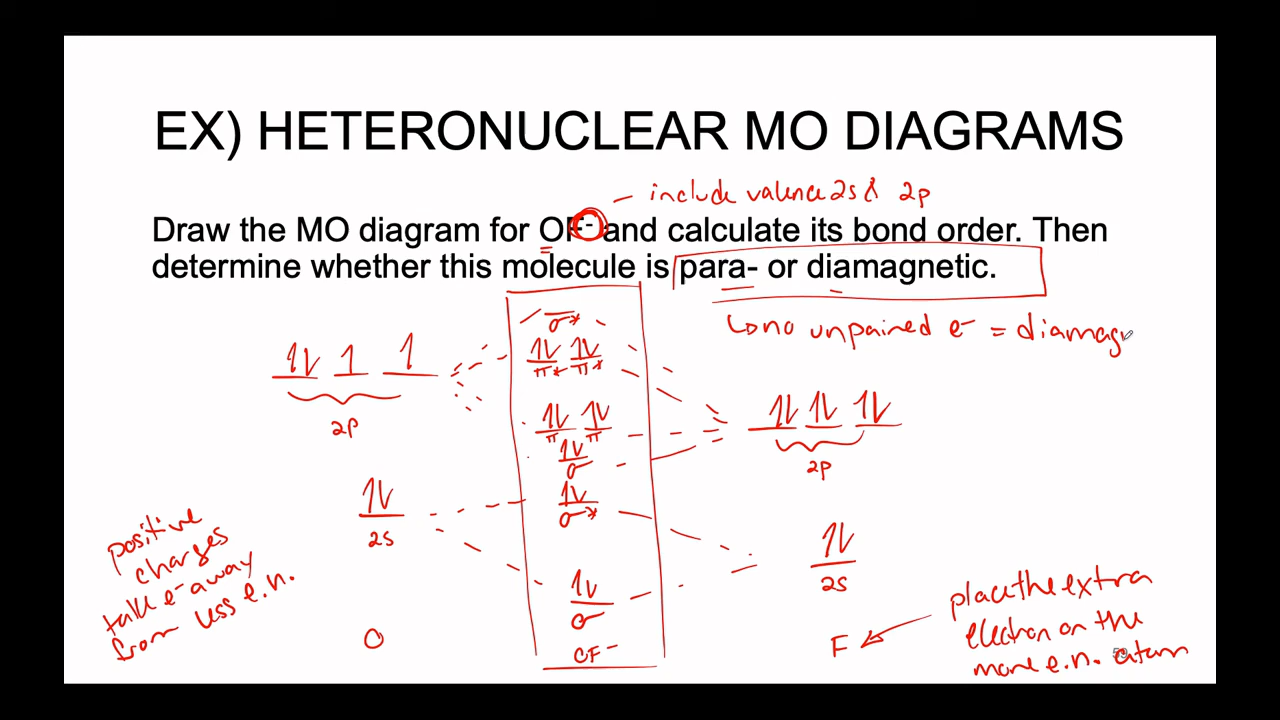 EX) HETERONUCLEAR MO DIAGRAMS
– include valence 2s & 2p
Draw the MO diagram for OF⁻ and calculate its bond order. Then
determine whether this molecule is para- or diamagnetic.
↳ no unpaired e⁻ = diamag
σ*
π* π*
2p
π π
σ
2p
σ*
2s
2s
σ
OF⁻
O
F
positive
charges
take e⁻ away
from less e.n.
place the extra
electron on the
more e.n. atom